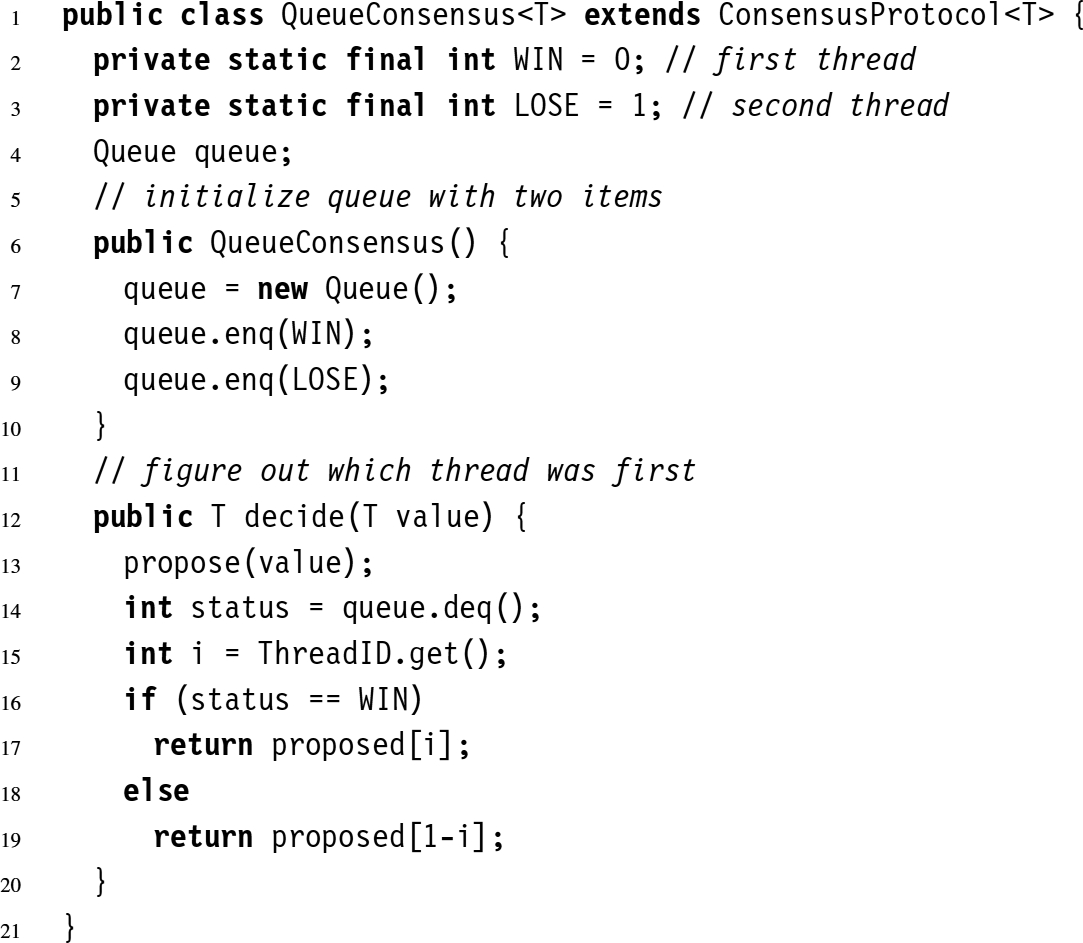 1 public class QueueConsensus<T> extends ConsensusProtocol<T> {
2 private static final int WIN = 0; // first thread
3 private static final int LOSE = 1; // second thread
4 Queue queue;
5 // initialize queue with two items
6 public QueueConsensus() {
7 queue = new Queue();
8 queue.enq(WIN);
9 queue.enq(LOSE);
10 }
11 // figure out which thread was first
12 public T decide(T value) {
13 propose(value);
14 int status = queue.deq();
15 int i = ThreadID.get();
16 if (status == WIN)
17 return proposed[i];
18 else
19 return proposed[1-i];
20 }
21 }